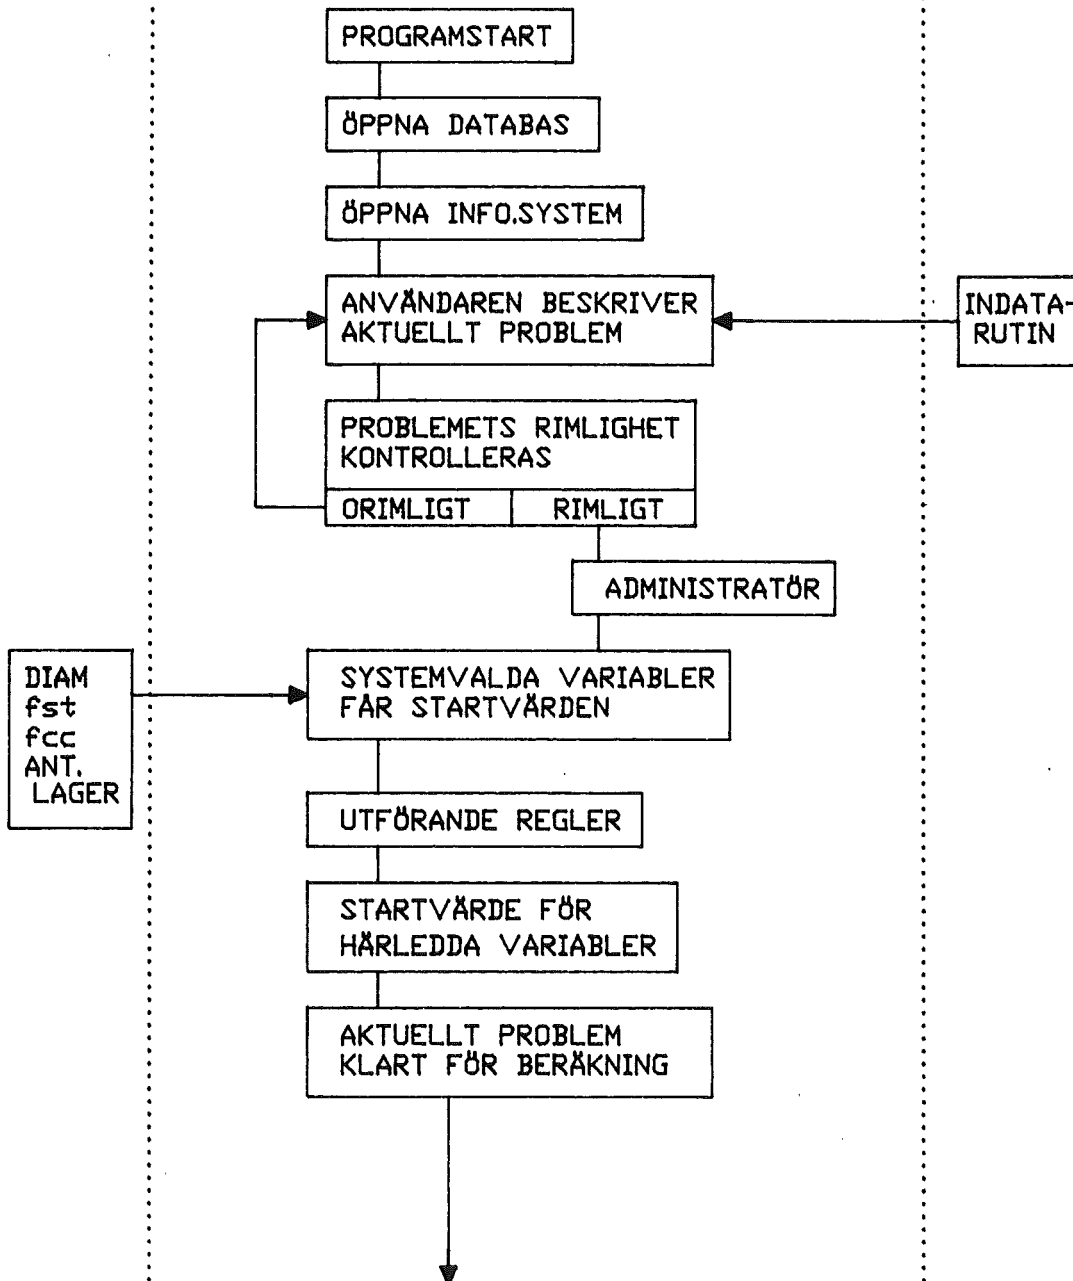 PROGRAMSTART
ÖPPNA DATABAS
ÖPPNA INFO.SYSTEM
ANVÄNDAREN BESKRIVER
AKTUELLT PROBLEM
INDATA-
RUTIN
PROBLEMETS RIMLIGHET
KONTROLLERAS
ORIMLIGT
RIMLIGT
ADMINISTRATÖR
DIAM
fst
fcc
ANT.
LAGER
SYSTEMVALDA VARIABLER
FÅR STARTVÄRDEN
UTFÖRANDE REGLER
STARTVÄRDE FÖR
HÄRLEDDA VARIABLER
AKTUELLT PROBLEM
KLART FÖR BERÄKNING